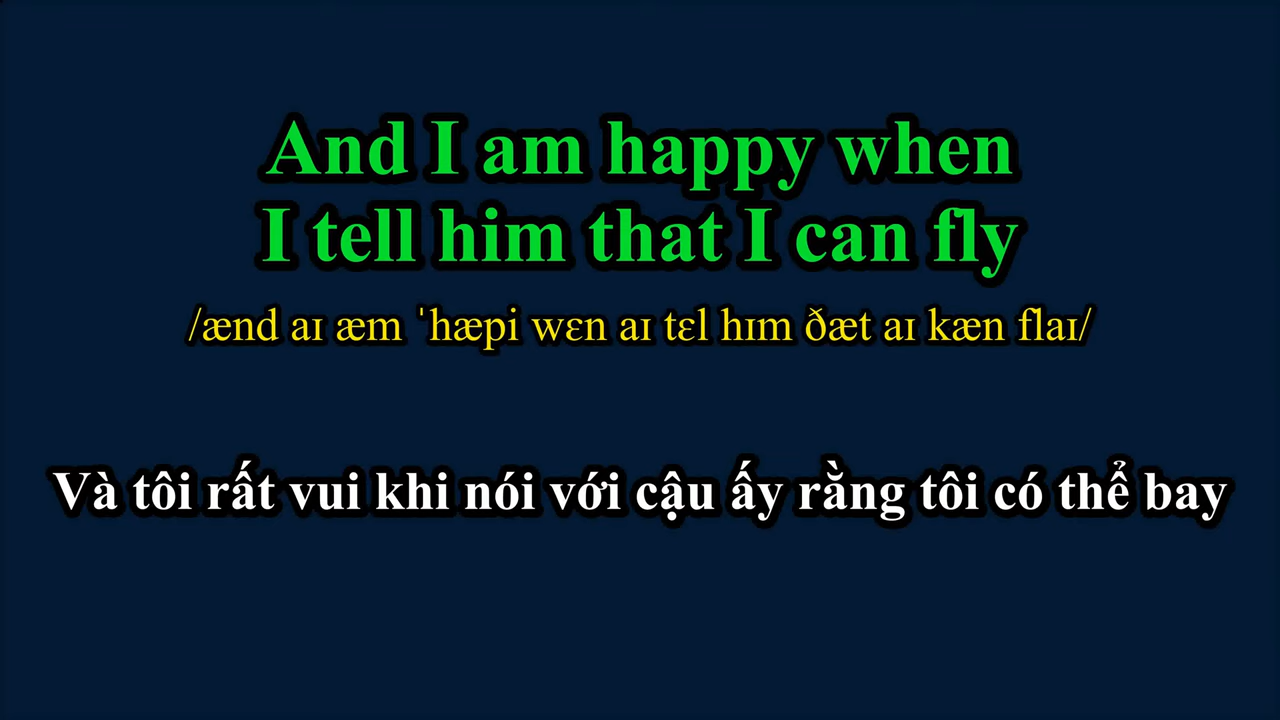 And I am happy when
I tell him that I can fly
/ænd aɪ æm ˈhæpi wɛn aɪ tɛl hɪm ðæt aɪ kæn flaɪ/
Và tôi rất vui khi nói với cậu ấy rằng tôi có thể bay